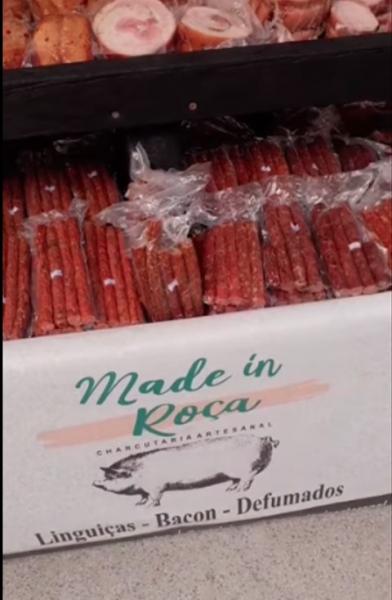 Made in
Roça
CHARCUTARIA ARTESANAL
Linguiças - Bacon - Defumados